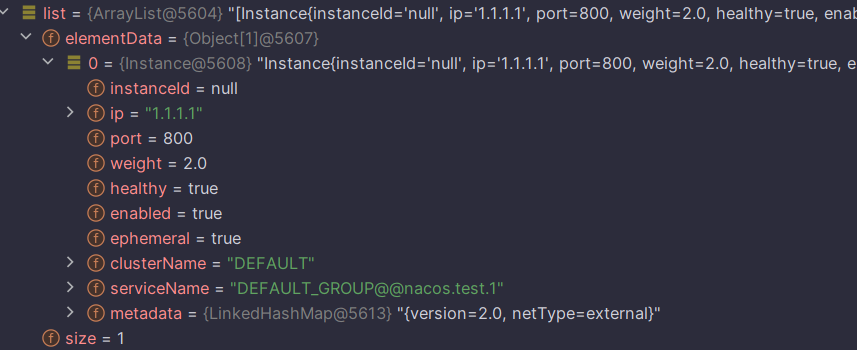 list = {ArrayList@5604} "[Instance{instanceId='null', ip='1.1.1.1', port=800, weight=2.0, healthy=true, enab
f elementData = {Object[1]@5607}
0 = {Instance@5608} "Instance{instanceId='null', ip='1.1.1.1', port=800, weight=2.0, healthy=true, e
f instanceId = null
f ip = "1.1.1.1"
f port = 800
f weight = 2.0
f healthy = true
f enabled = true
f ephemeral = true
f clusterName = "DEFAULT"
f serviceName = "DEFAULT_GROUP@@nacos.test.1"
f metadata = {LinkedHashMap@5613} "{version=2.0, netType=external}"
f size = 1